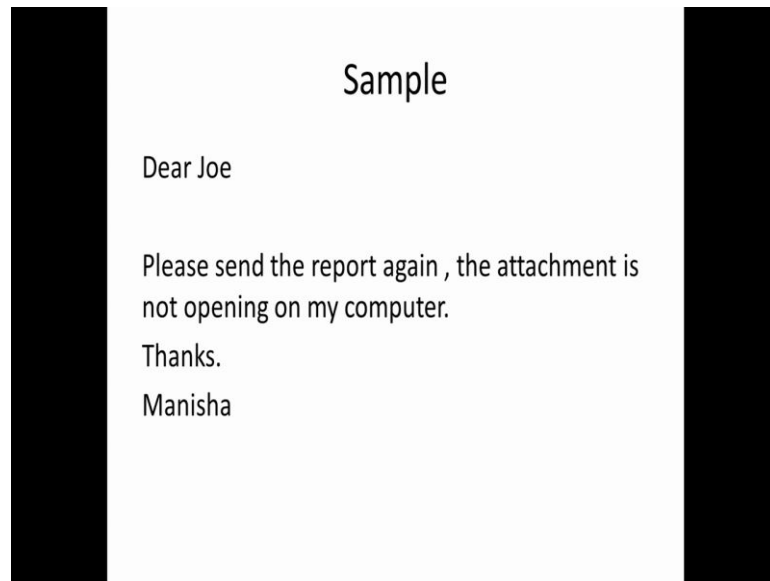 Sample
Dear Joe
Please send the report again , the attachment is
not opening on my computer.
Thanks.
Manisha